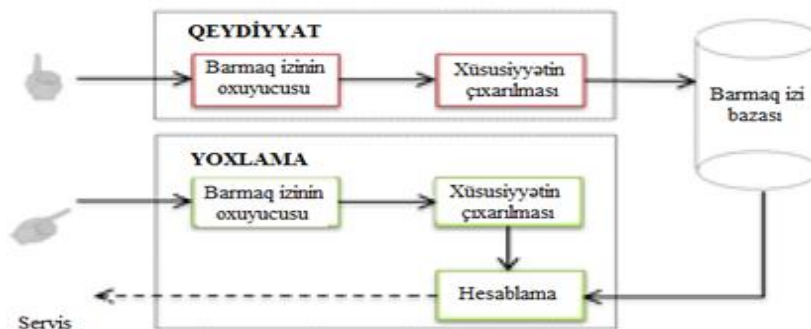 QEYDİYYAT
Barmaq izinin
oxuyucusu
Xüsusiyyətin
çıxarılması
Barmaq izi
bazası
YOXLAMA
Barmaq izinin
oxuyucusu
Xüsusiyyətin
çıxarılması
Hesablama
Servis